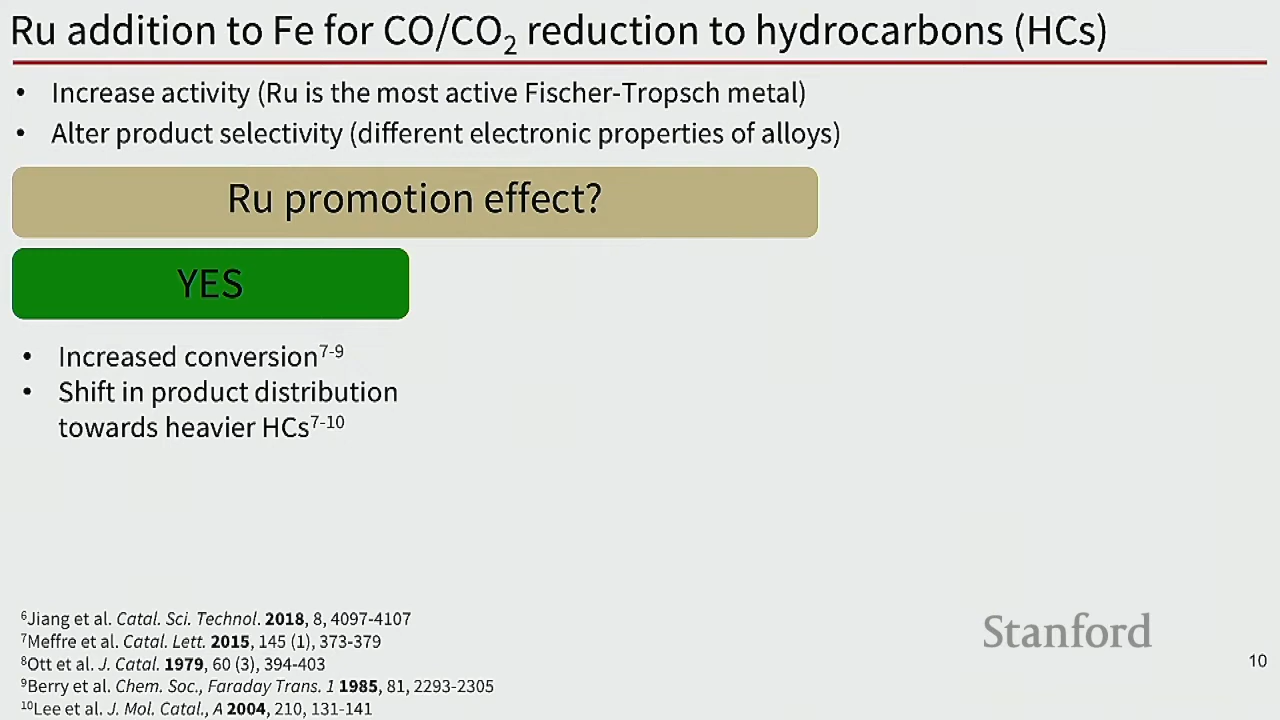 Ru addition to Fe for CO/CO₂ reduction to hydrocarbons (HCs)
• Increase activity (Ru is the most active Fischer-Tropsch metal)
• Alter product selectivity (different electronic properties of alloys)
Ru promotion effect?
YES
• Increased conversion⁷⁻⁹
• Shift in product distribution
towards heavier HCs⁷⁻¹⁰
⁶Jiang et al. Catal. Sci. Technol. 2018, 8, 4097-4107
⁷Meffre et al. Catal. Lett. 2015, 145 (1), 373-379
⁸Ott et al. J. Catal. 1979, 60 (3), 394-403
⁹Berry et al. Chem. Soc., Faraday Trans. 1 1985, 81, 2293-2305
¹⁰Lee et al. J. Mol. Catal., A 2004, 210, 131-141
Stanford
10